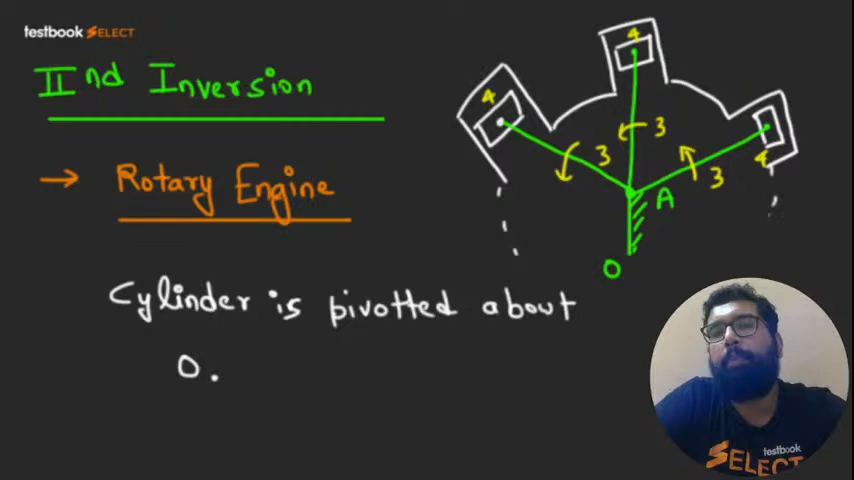 testbook SELECT
IInd Inversion
→ Rotary Engine
Cylinder is pivotted about
O.
4
4
4
3
3
3
A
O
testbook
SELECT